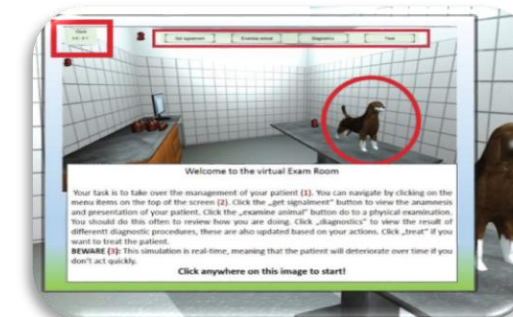 Get signalment Examine animal Diagnostics Treat
Welcome to the virtual Exam Room
Your task is to take over the management of your patient (1). You can navigate by clicking on the
menu items on the top of the screen (2). Click the „get signalment" button to view the anamnesis
and presentation of your patient. Click the „examine animal" button do to a physical examination.
You should do this often to review how you are doing. Click „diagnostics" to view the result of
differentt diagnostic procedures, these are also updated based on your actions. Click „treat" if you
want to treat the patient.
BEWARE (3): This simulation is real-time, meaning that the patient will deteriorate over time if you
don't act quickly.
Click anywhere on this image to start!